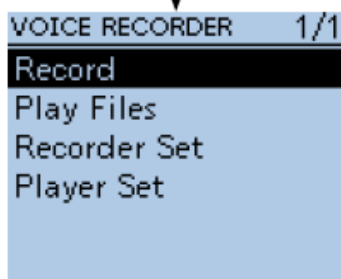 VOICE RECORDER 1/1
Record
Play Files
Recorder Set
Player Set